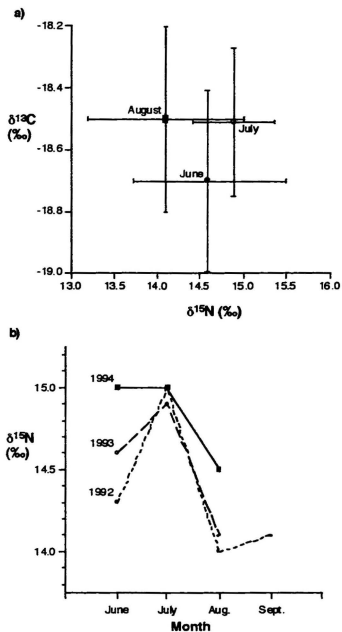 a)
-18.2
-18.4
-18.6
-18.8
-19.0
δ¹³C
(‰)
August
July
June
13.0 14.0 14.5 15.0 15.5 16.0
δ¹⁵N (‰)
b)
15.0
14.5
14.0
δ¹⁵N
(‰)
1994
1993
1992
June July Aug. Sept.
Month